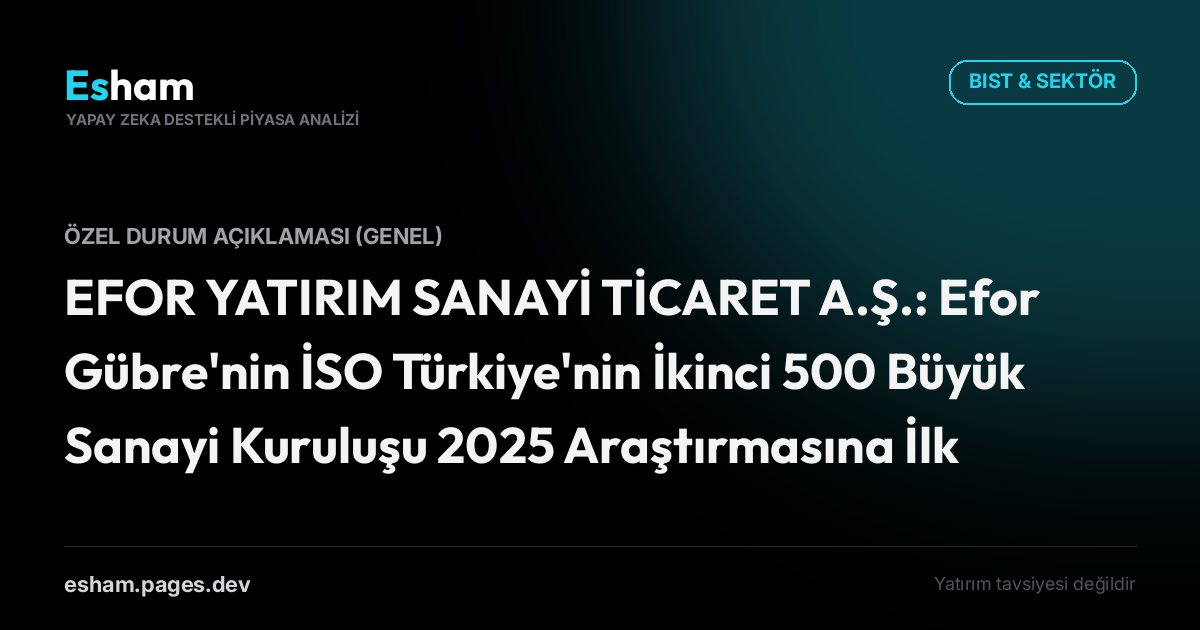 Esham
YAPAY ZEKA DESTEKLİ PİYASA ANALİZİ
BIST & SEKTÖR
ÖZEL DURUM AÇIKLAMASI (GENEL)
EFOR YATIRIM SANAYİ TİCARET A.Ş.: Efor
Gübre'nin İSO Türkiye'nin İkinci 500 Büyük
Sanayi Kuruluşu 2025 Araştırmasına İlk
esham.pages.dev
Yatırım tavsiyesi değildir